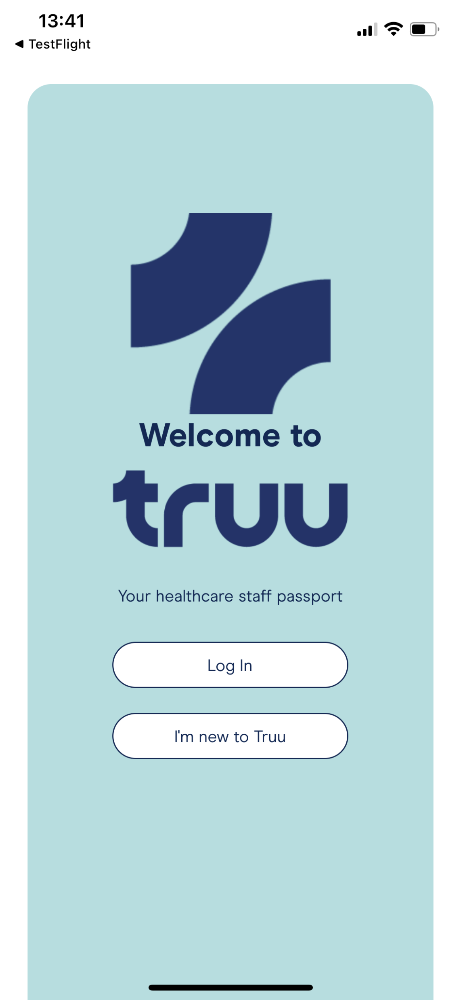 13:41
◀ TestFlight
Welcome to
truu
Your healthcare staff passport
Log In
I'm new to Truu